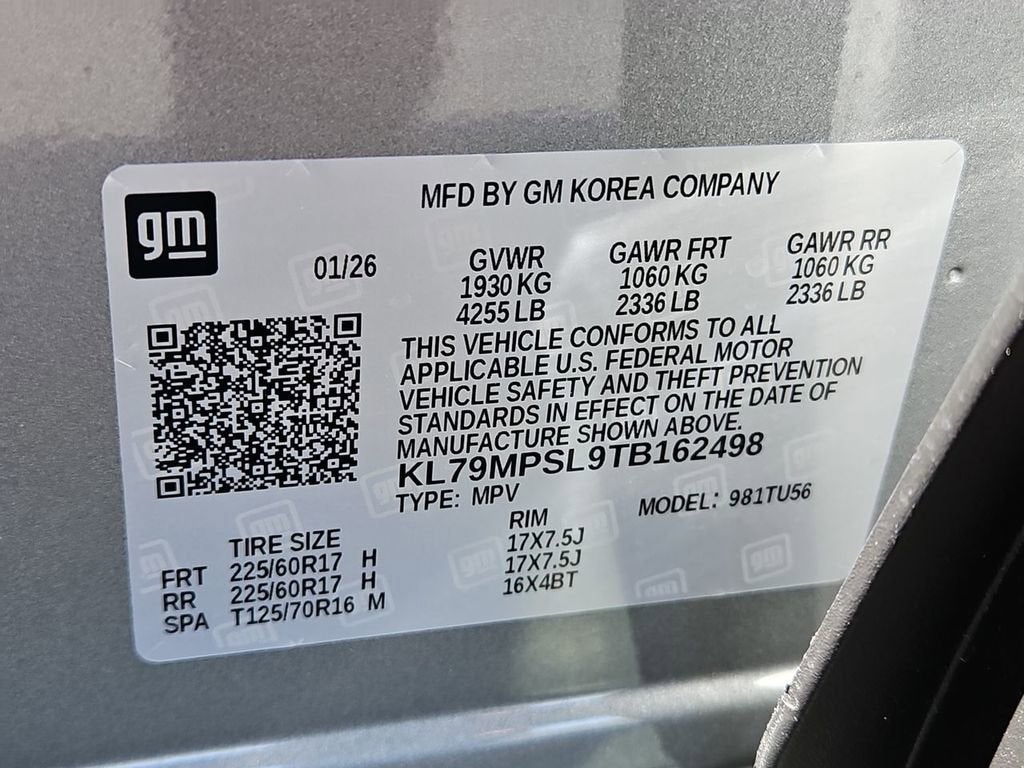 gm
MFD BY GM KOREA COMPANY
01/26
GVWR
1930 KG
4255 LB
GAWR FRT
1060 KG
2336 LB
GAWR RR
1060 KG
2336 LB
THIS VEHICLE CONFORMS TO ALL
APPLICABLE U.S. FEDERAL MOTOR
VEHICLE SAFETY AND THEFT PREVENTION
STANDARDS IN EFFECT ON THE DATE OF
MANUFACTURE SHOWN ABOVE.
KL79MPSL9TB162498
TYPE: MPV MODEL: 981TU56
TIRE SIZE RIM
FRT 225/60R17 H 17X7.5J
RR 225/60R17 H 17X7.5J
SPA T125/70R16 M 16X4BT